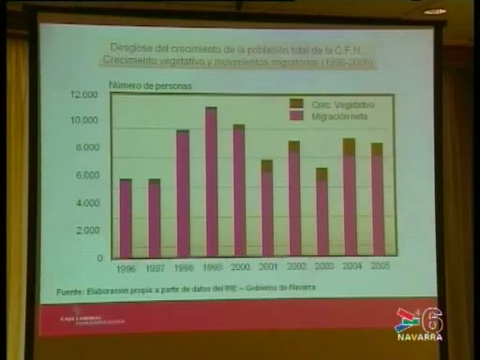 Desglose del crecimiento de la población total de la C.F.N.:
Crecimiento vegetativo y movimientos migratorios (1996-2005)
Número de personas
12.000
10.000
8.000
6.000
4.000
2.000
0
Crec. Vegetativo
Migración neta
1996 1997 1998 1999 2000 2001 2002 2003 2004 2005
Fuente: Elaboración propia a partir de datos del INE – Gobierno de Navarra
CAJA LABORAL
6
NAVARRA